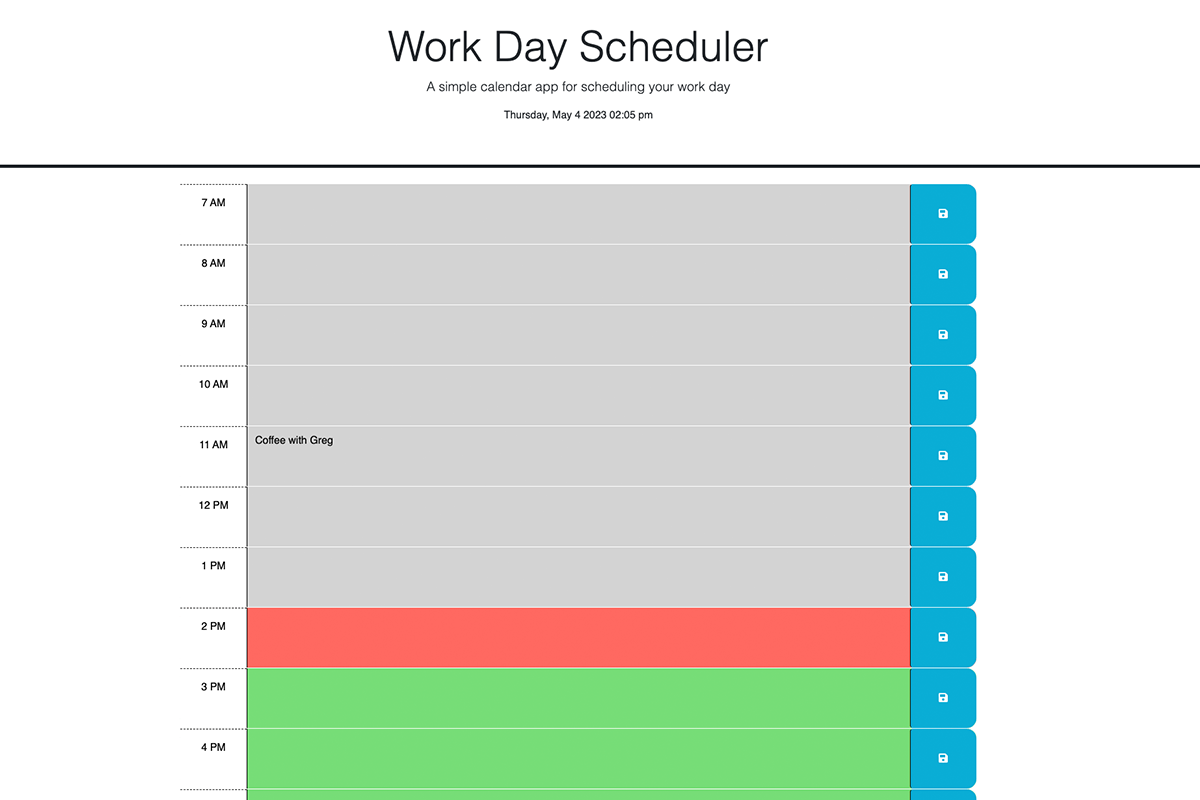 Work Day Scheduler
A simple calendar app for scheduling your work day
Thursday, May 4 2023 02:05 pm
7 AM
8 AM
9 AM
10 AM
11 AM
Coffee with Greg
12 PM
1 PM
2 PM
3 PM
4 PM